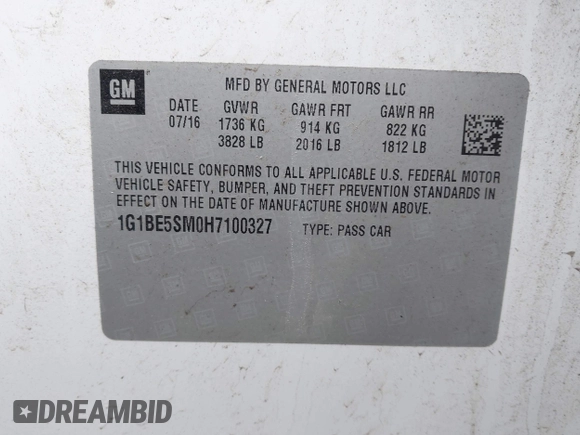 GM
MFD BY GENERAL MOTORS LLC
DATE GVWR GAWR FRT GAWR RR
07/16 1736 KG 914 KG 822 KG
3828 LB 2016 LB 1812 LB
THIS VEHICLE CONFORMS TO ALL APPLICABLE U.S. FEDERAL MOTOR
VEHICLE SAFETY, BUMPER, AND THEFT PREVENTION STANDARDS IN
EFFECT ON THE DATE OF MANUFACTURE SHOWN ABOVE.
1G1BE5SM0H7100327 TYPE: PASS CAR
DREAMBID